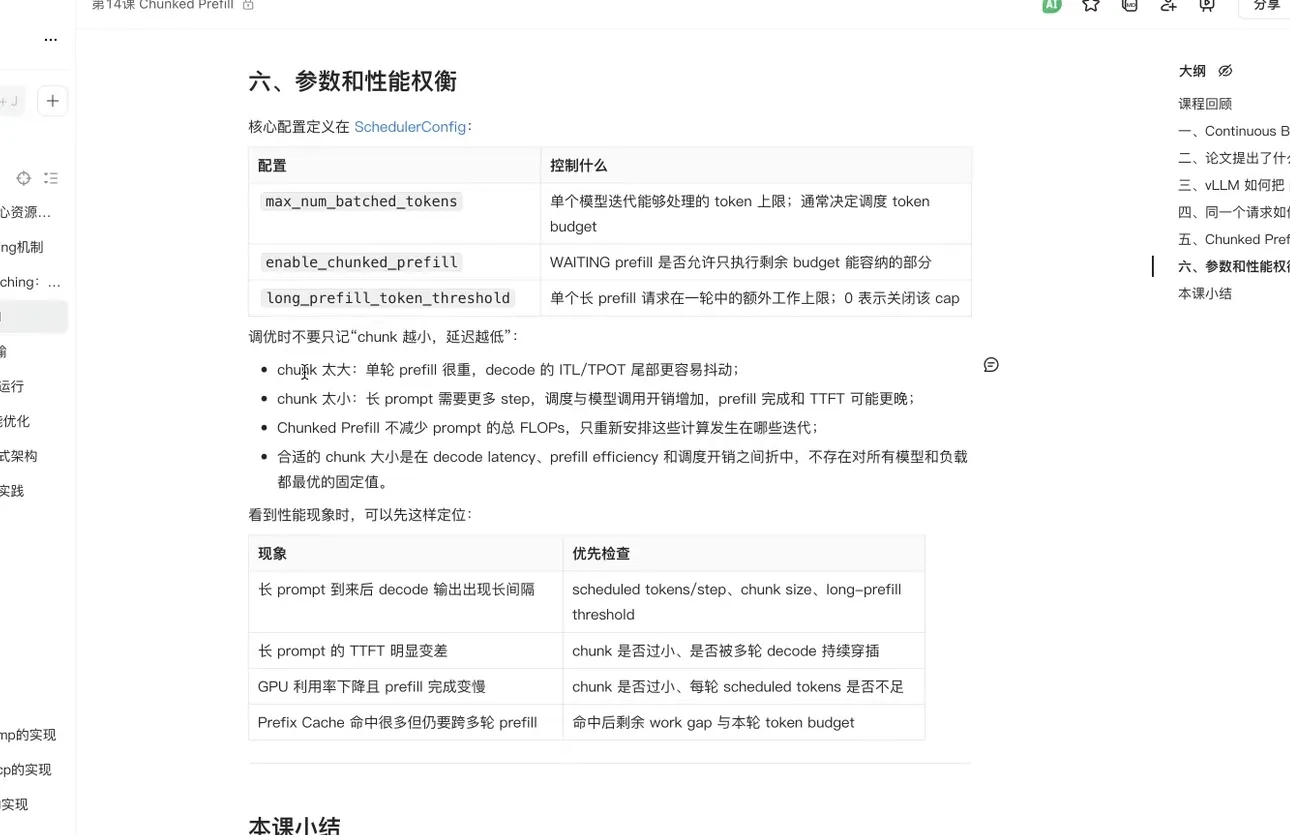 第14课 Chunked Prefill
分享
+ J
心资源...
ng机制
ching：...
运行
优化
式架构
实践
mp的实现
cp的实现
实现
六、参数和性能权衡
核心配置定义在 SchedulerConfig：
配置 控制什么
max_num_batched_tokens 单个模型迭代能够处理的 token 上限；通常决定调度 token
budget
enable_chunked_prefill WAITING prefill 是否允许只执行剩余 budget 能容纳的部分
long_prefill_token_threshold 单个长 prefill 请求在一轮中的额外工作上限；0 表示关闭该 cap
调优时不要只记“chunk 越小，延迟越低”：
chunk 太大：单轮 prefill 很重，decode 的 ITL/TPOT 尾部更容易抖动；
chunk 太小：长 prompt 需要更多 step，调度与模型调用开销增加，prefill 完成和 TTFT 可能更晚；
Chunked Prefill 不减少 prompt 的总 FLOPs，只重新安排这些计算发生在哪些迭代；
合适的 chunk 大小是在 decode latency、prefill efficiency 和调度开销之间折中，不存在对所有模型和负载
都最优的固定值。
看到性能现象时，可以先这样定位：
现象 优先检查
长 prompt 到来后 decode 输出出现长间隔 scheduled tokens/step、chunk size、long-prefill
threshold
长 prompt 的 TTFT 明显变差 chunk 是否过小、是否被多轮 decode 持续穿插
GPU 利用率下降且 prefill 完成变慢 chunk 是否过小、每轮 scheduled tokens 是否不足
Prefix Cache 命中很多但仍要跨多轮 prefill 命中后剩余 work gap 与本轮 token budget
本课小结
大纲
课程回顾
一、Continuous B
二、论文提出了什
三、vLLM 如何把
四、同一个请求如
五、Chunked Pref
六、参数和性能权
本课小结